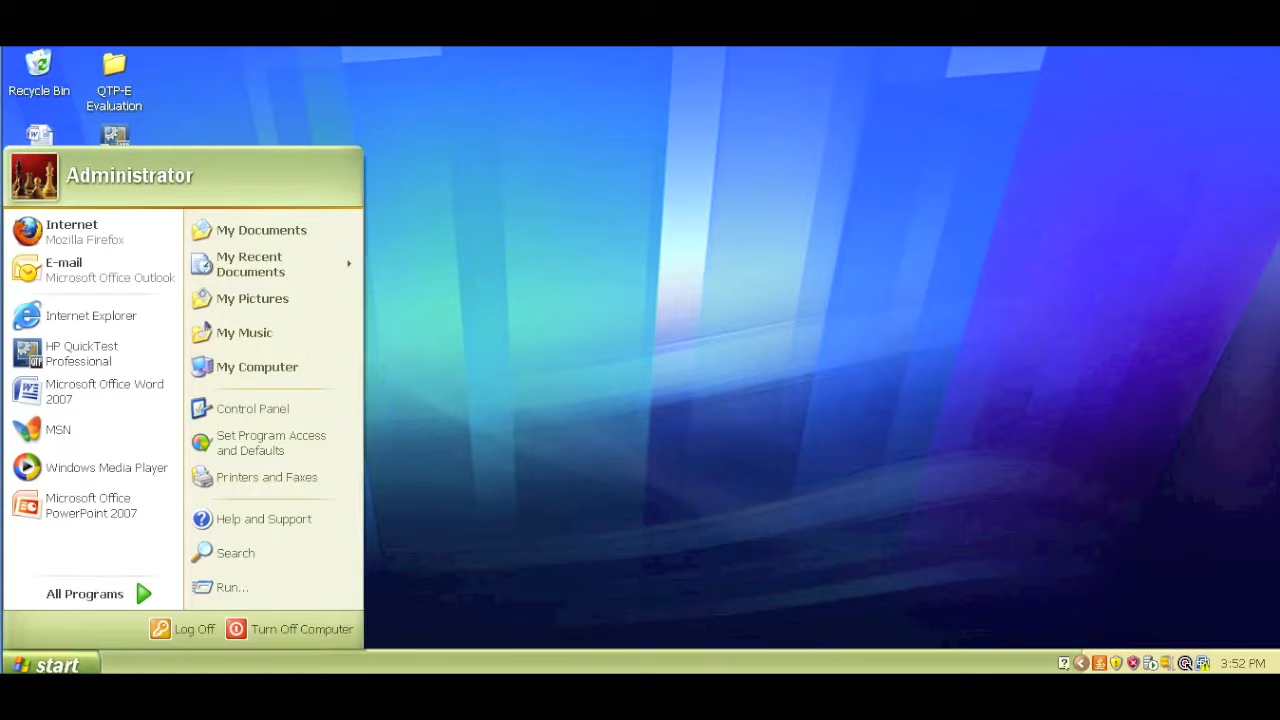 Recycle Bin
QTP-E
Evaluation
Administrator
Internet
Mozilla Firefox
E-mail
Microsoft Office Outlook
Internet Explorer
HP QuickTest
Professional
Microsoft Office Word
2007
MSN
Windows Media Player
Microsoft Office
PowerPoint 2007
All Programs
My Documents
My Recent
Documents
My Pictures
My Music
My Computer
Control Panel
Set Program Access
and Defaults
Printers and Faxes
Help and Support
Search
Run...
Log Off
Turn Off Computer
start
3:52 PM